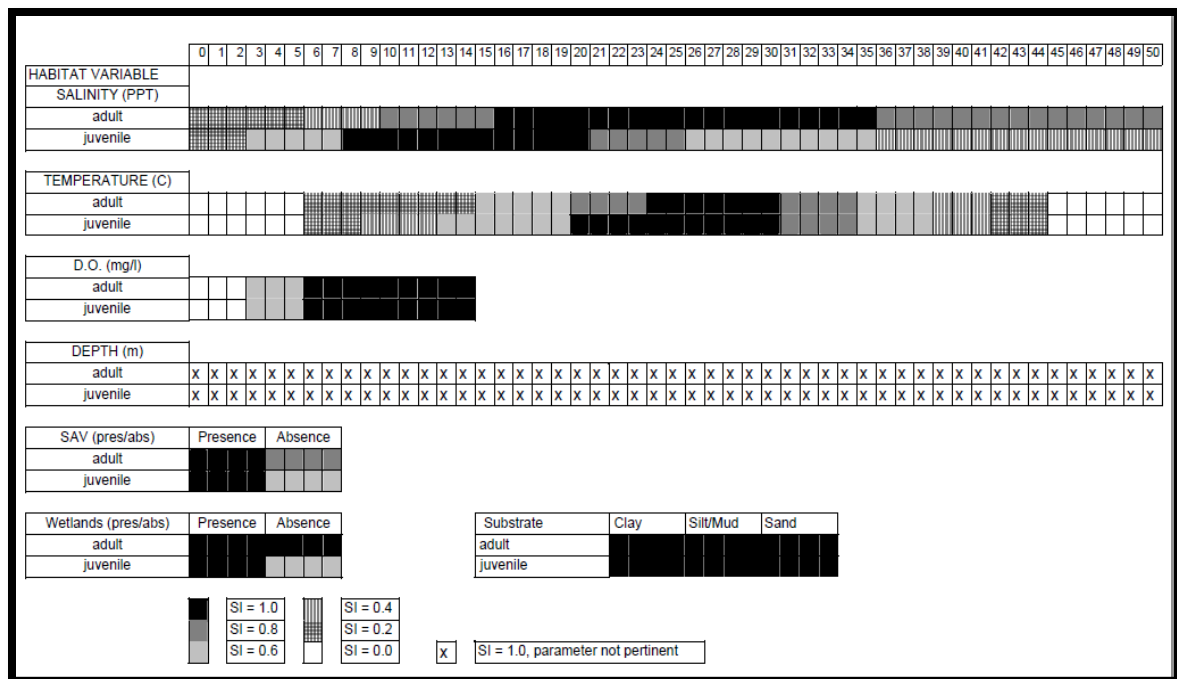 0 1 2 3 4 5 6 7 8 9 10 11 12 13 14 15 16 17 18 19 20 21 22 23 24 25 26 27 28 29 30 31 32 33 34 35 36 37 38 39 40 41 42 43 44 45 46 47 48 49 50
HABITAT VARIABLE
SALINITY (PPT)
adult
juvenile
TEMPERATURE (C)
adult
juvenile
D.O. (mg/l)
adult
juvenile
DEPTH (m)
adult x x x x x x x x x x x x x x x x x x x x x x x x x x x x x x x x x x x x x x x x x x x x x x x x x x x
juvenile x x x x x x x x x x x x x x x x x x x x x x x x x x x x x x x x x x x x x x x x x x x x x x x x x x x
SAV (pres/abs) Presence Absence
adult
juvenile
Wetlands (pres/abs) Presence Absence Substrate Clay Silt/Mud Sand
adult adult
juvenile juvenile
SI = 1.0 SI = 0.4
SI = 0.8 SI = 0.2
SI = 0.6 SI = 0.0 x SI = 1.0, parameter not pertinent